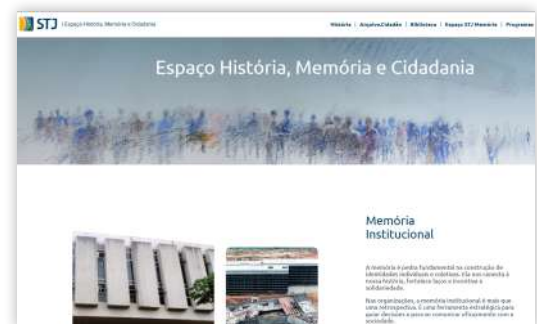 STJ | Espaço História, Memória e Cidadania
História | Arquivo.Cidadão | Biblioteca | Espaço STJ Memória | Programas
Espaço História, Memória e Cidadania
Memória
Institucional
A memória é pedra fundamental na construção de
identidades individuais e coletivas. Ela nos conecta à
nossa história, fortalece laços e incentiva a
solidariedade.
Nas organizações, a memória institucional é mais que
uma retrospectiva. É uma ferramenta estratégica para
guiar decisões e para se comunicar eficazmente com a
sociedade.